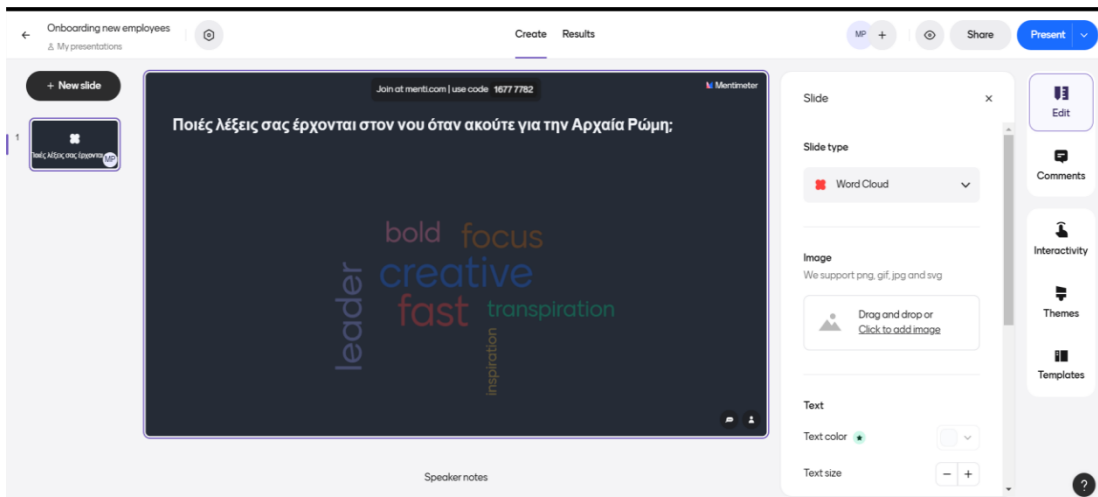 Onboarding new employees
My presentations
Create Results
MP +
Share
Present
+ New slide
1
Ποιές λέξεις σας έρχονται
MP
Join at menti.com | use code 1677 7782
Mentimeter
Ποιές λέξεις σας έρχονται στον νου όταν ακούτε για την Αρχαία Ρώμη;
bold focus
creative
leader
fast
transpiration
inspiration
Speaker notes
Slide
Slide type
Word Cloud
Image
We support png, gif, jpg and svg
Drag and drop or
Click to add image
Text
Text color
Text size
− +
Edit
Comments
Interactivity
Themes
Templates
?